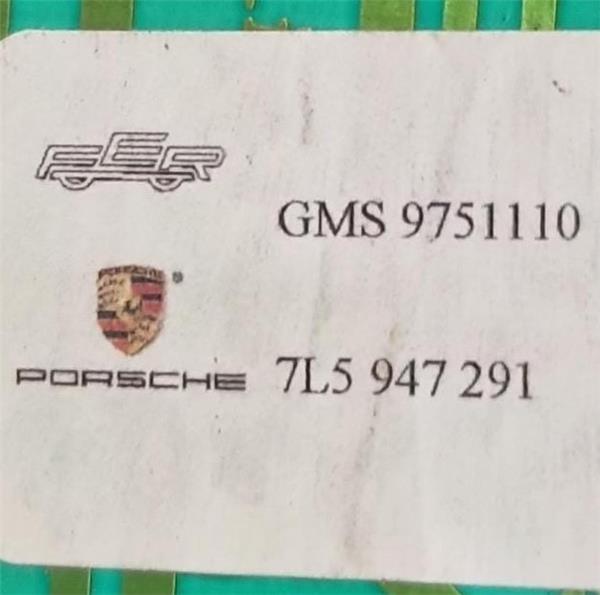 FER
GMS 9751110
®
PORSCHE 7L5 947 291